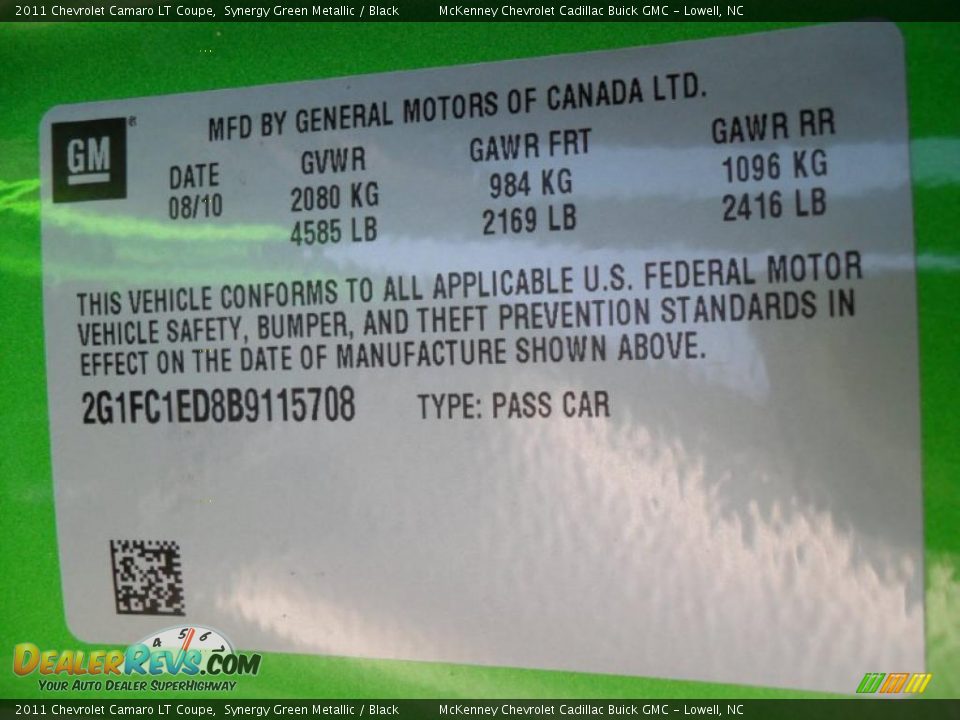 2011 Chevrolet Camaro LT Coupe, Synergy Green Metallic / Black McKenney Chevrolet Cadillac Buick GMC - Lowell, NC
GM®
MFD BY GENERAL MOTORS OF CANADA LTD.
DATE GVWR GAWR FRT GAWR RR
08/10 2080 KG 984 KG 1096 KG
4585 LB 2169 LB 2416 LB
THIS VEHICLE CONFORMS TO ALL APPLICABLE U.S. FEDERAL MOTOR
VEHICLE SAFETY, BUMPER, AND THEFT PREVENTION STANDARDS IN
EFFECT ON THE DATE OF MANUFACTURE SHOWN ABOVE.
2G1FC1ED8B9115708 TYPE: PASS CAR
4 5 6
DEALERREVS.COM
YOUR AUTO DEALER SUPERHIGHWAY
2011 Chevrolet Camaro LT Coupe, Synergy Green Metallic / Black McKenney Chevrolet Cadillac Buick GMC - Lowell, NC